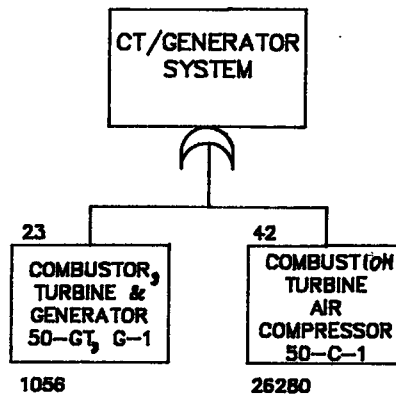 CT/GENERATOR
SYSTEM
23
COMBUSTOR,
TURBINE &
GENERATOR
50-GT, G-1
1056
42
COMBUSTION
TURBINE
AIR
COMPRESSOR
50-C-1
26280